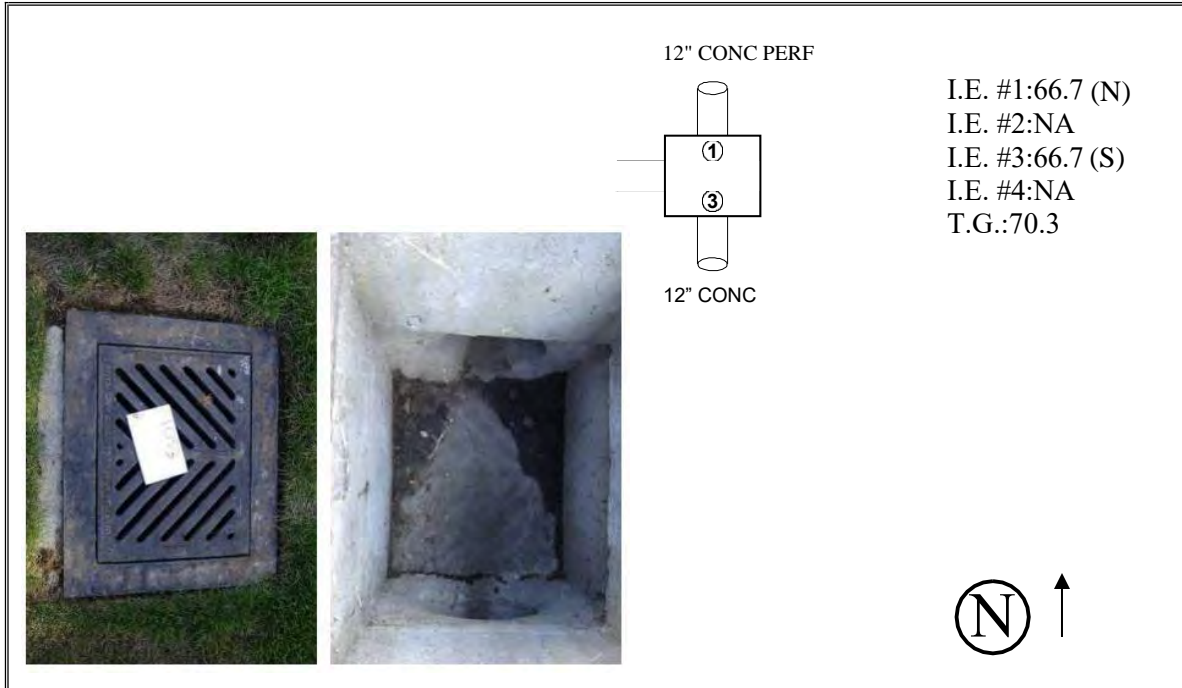 12" CONC PERF
1
3
12” CONC
I.E. #1:66.7 (N)
I.E. #2:NA
I.E. #3:66.7 (S)
I.E. #4:NA
T.G.:70.3
N